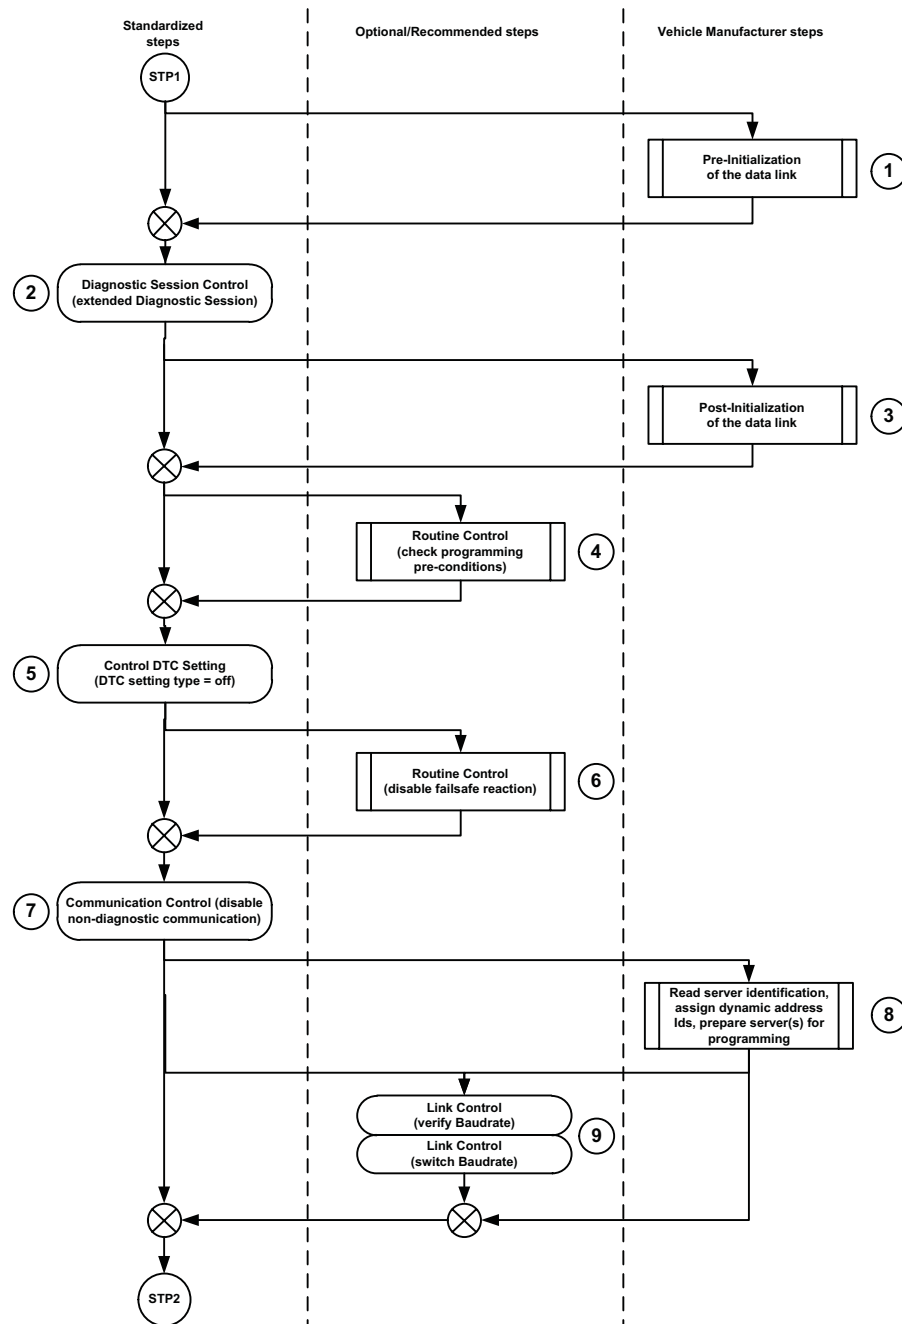 Standardized
steps
Optional/Recommended steps
Vehicle Manufacturer steps
STP1
Pre-Initialization
of the data link
1
2
Diagnostic Session Control
(extended Diagnostic Session)
Post-Initialization
of the data link
3
Routine Control
(check programming
pre-conditions)
4
5
Control DTC Setting
(DTC setting type = off)
Routine Control
(disable failsafe reaction)
6
7
Communication Control (disable
non-diagnostic communication)
Read server identification,
assign dynamic address
Ids, prepare server(s) for
programming
8
Link Control
(verify Baudrate)
Link Control
(switch Baudrate)
9
STP2